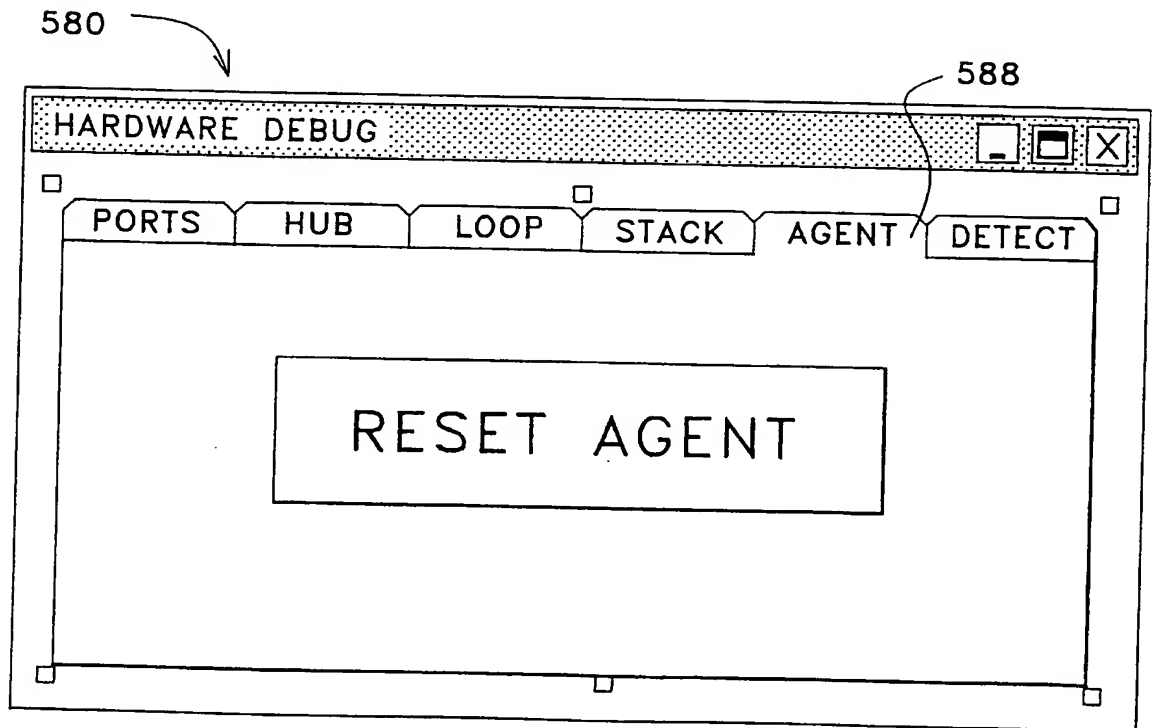 580
588
HARDWARE DEBUG
PORTS HUB LOOP STACK AGENT DETECT
RESET AGENT